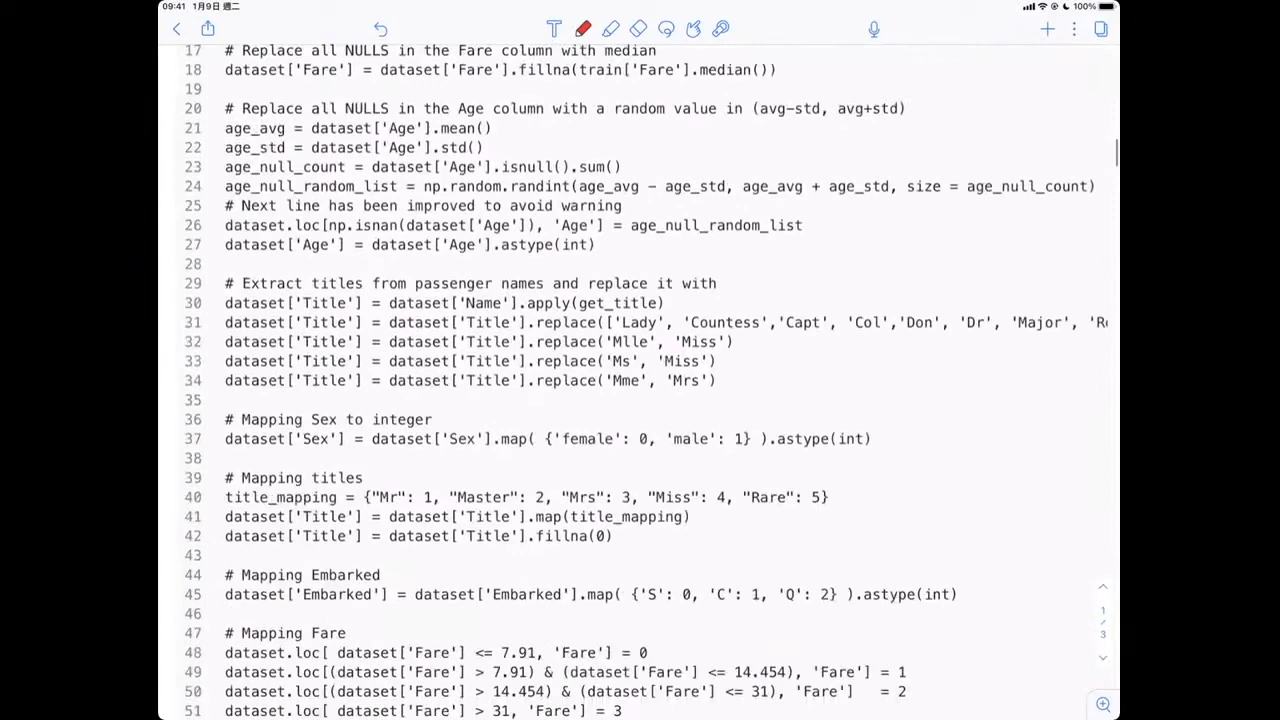 09:41 1月9日 週二
100%
17 # Replace all NULLS in the Fare column with median
18 dataset['Fare'] = dataset['Fare'].fillna(train['Fare'].median())
19
20 # Replace all NULLS in the Age column with a random value in (avg-std, avg+std)
21 age_avg = dataset['Age'].mean()
22 age_std = dataset['Age'].std()
23 age_null_count = dataset['Age'].isnull().sum()
24 age_null_random_list = np.random.randint(age_avg - age_std, age_avg + age_std, size = age_null_count)
25 # Next line has been improved to avoid warning
26 dataset.loc[np.isnan(dataset['Age']), 'Age'] = age_null_random_list
27 dataset['Age'] = dataset['Age'].astype(int)
28
29 # Extract titles from passenger names and replace it with
30 dataset['Title'] = dataset['Name'].apply(get_title)
31 dataset['Title'] = dataset['Title'].replace(['Lady', 'Countess','Capt', 'Col','Don', 'Dr', 'Major', 
32 dataset['Title'] = dataset['Title'].replace('Mlle', 'Miss')
33 dataset['Title'] = dataset['Title'].replace('Ms', 'Miss')
34 dataset['Title'] = dataset['Title'].replace('Mme', 'Mrs')
35
36 # Mapping Sex to integer
37 dataset['Sex'] = dataset['Sex'].map( {'female': 0, 'male': 1} ).astype(int)
38
39 # Mapping titles
40 title_mapping = {"Mr": 1, "Master": 2, "Mrs": 3, "Miss": 4, "Rare": 5}
41 dataset['Title'] = dataset['Title'].map(title_mapping)
42 dataset['Title'] = dataset['Title'].fillna(0)
43
44 # Mapping Embarked
45 dataset['Embarked'] = dataset['Embarked'].map( {'S': 0, 'C': 1, 'Q': 2} ).astype(int)
46
47 # Mapping Fare
48 dataset.loc[ dataset['Fare'] <= 7.91, 'Fare'] = 0
49 dataset.loc[(dataset['Fare'] > 7.91) & (dataset['Fare'] <= 14.454), 'Fare'] = 1
50 dataset.loc[(dataset['Fare'] > 14.454) & (dataset['Fare'] <= 31), 'Fare']   = 2
51 dataset.loc[ dataset['Fare'] > 31, 'Fare'] = 3
1
/
3